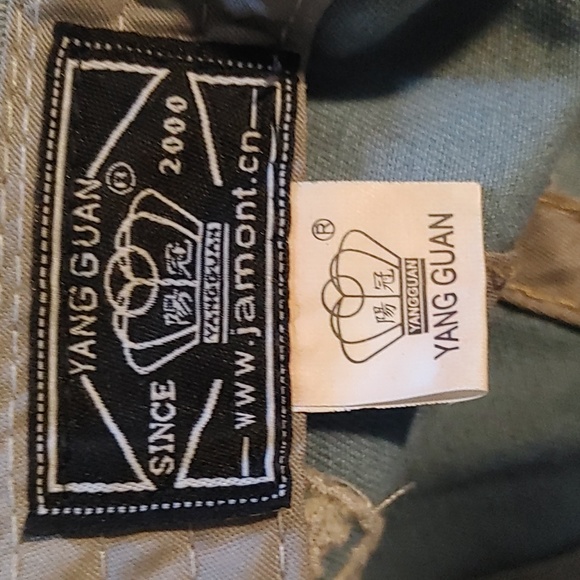 YANG GUAN
®
陽冠
YANGGUAN
SINCE 2000
www.jamont.cn
®
陽冠
YANGGUAN
YANG GUAN